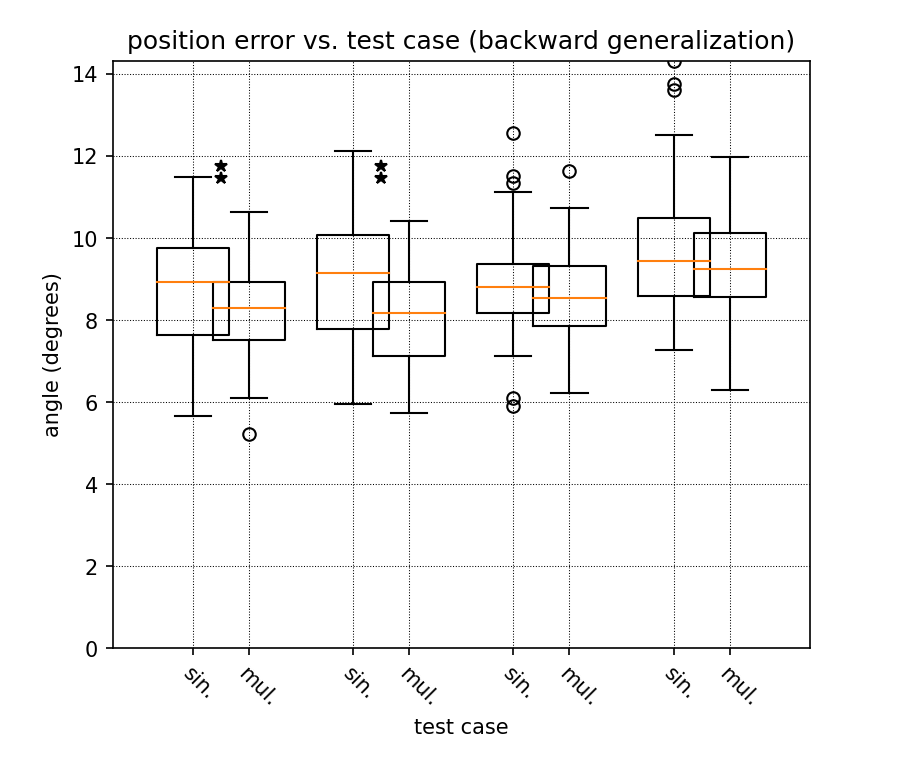 position error vs. test case (backward generalization)
14
12
10
8
6
4
2
0
angle (degrees)
sin. mul. sin. mul. sin. mul. sin. mul.
test case